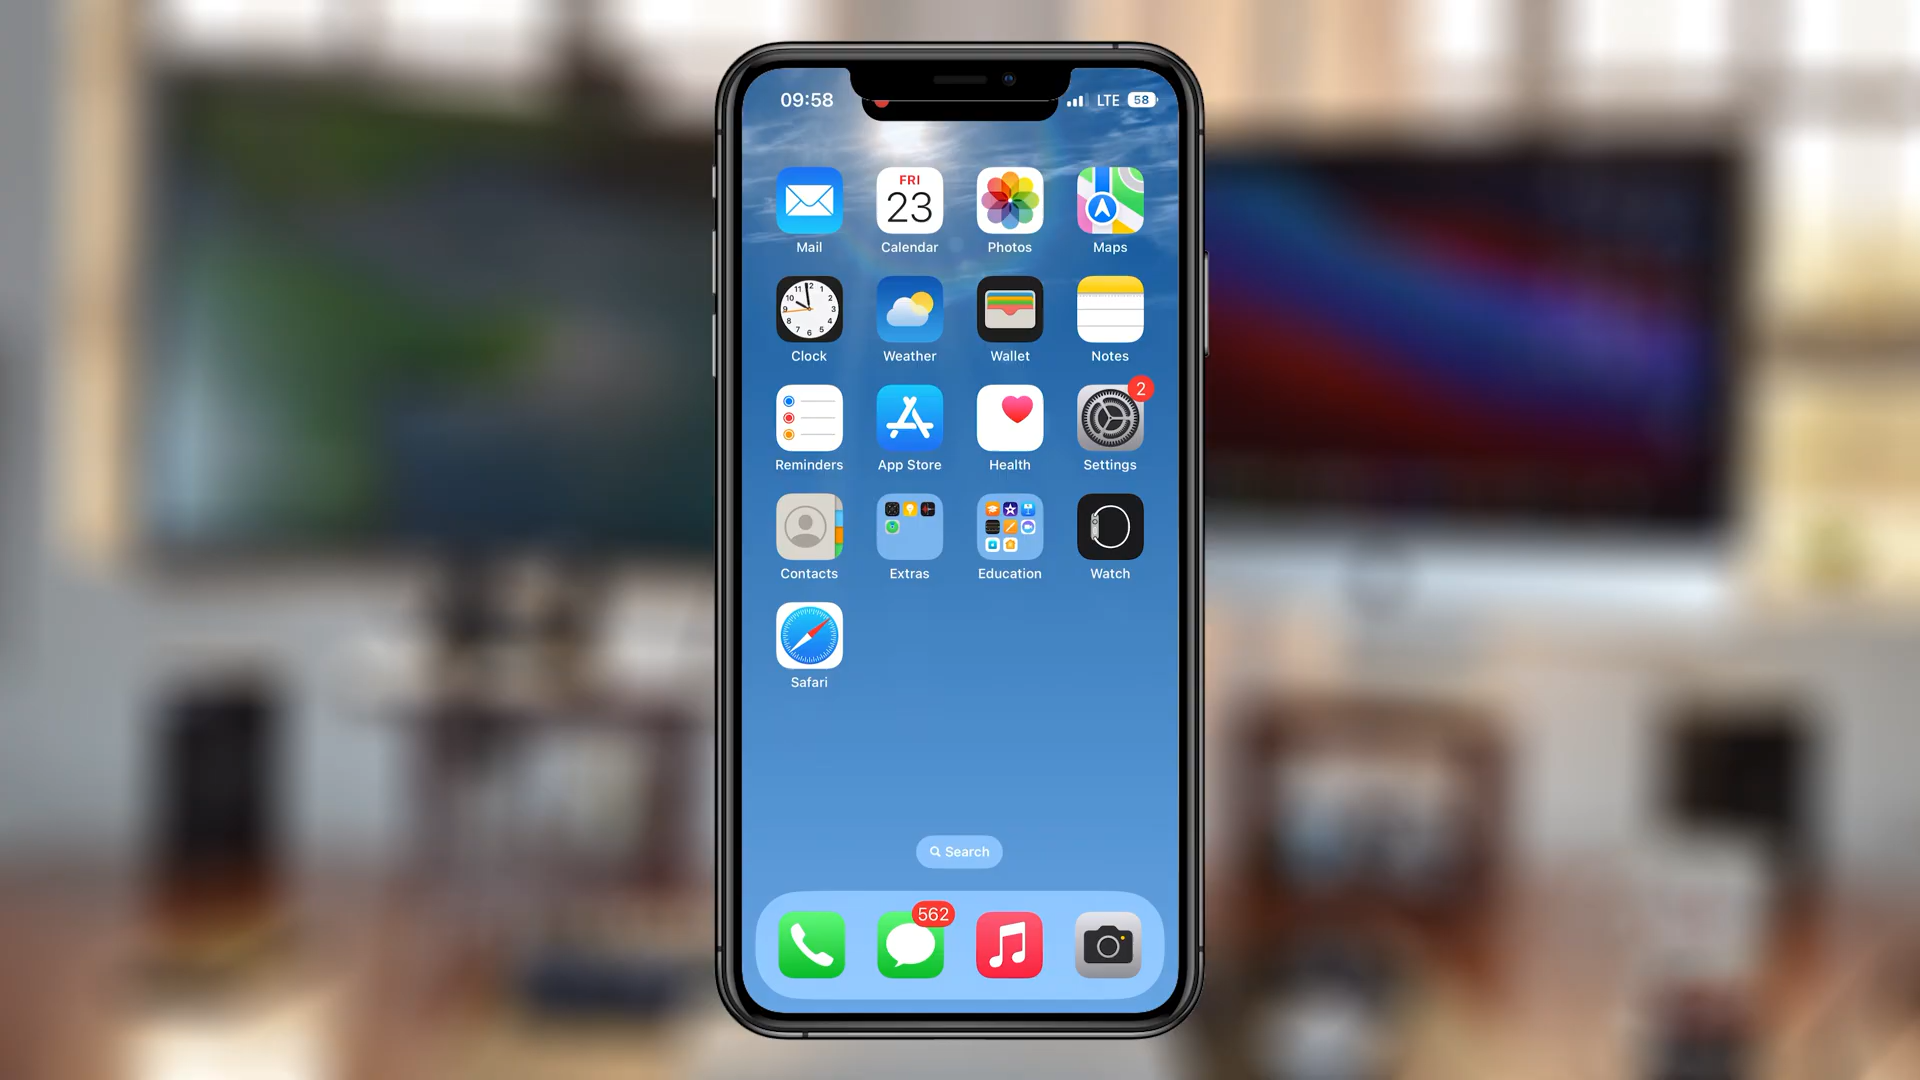 09:58 LTE 58
FRI
23
Mail Calendar Photos Maps
Clock Weather Wallet Notes
2
Reminders App Store Health Settings
Contacts Extras Education Watch
Safari
Search
562